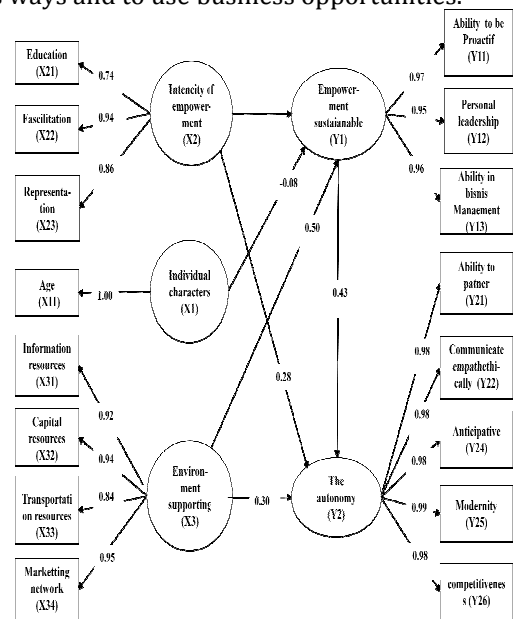 s ways and to use business opportunities.
Education
(X21)
Fascilitation
(X22)
Representa-
tion
(X23)
Age
(X11)
Information
resources
(X31)
Capital
resources
(X32)
Transportati
on resources
(X33)
Marketting
network
(X34)
0.74
0.94
0.86
1.00
0.92
0.94
0.84
0.95
Intencity of
empower-
ment
(X2)
Individual
characters
(X1)
Environ-
ment
supporting
(X3)
-0.08
0.50
0.43
0.28
0.30
Empower-
ment
sustaianable
(Y1)
The
autonomy
(Y2)
0.97
0.95
0.96
0.98
0.98
0.98
0.99
0.98
Ability to be
Proactif
(Y11)
Personal
leadership
(Y12)
Ability in
bisnis
Manaement
(Y13)
Ability to
patner
(Y21)
Communicate
empathethi-
cally (Y22)
Anticipative
(Y24)
Modernity
(Y25)
competitivenes
s (Y26)